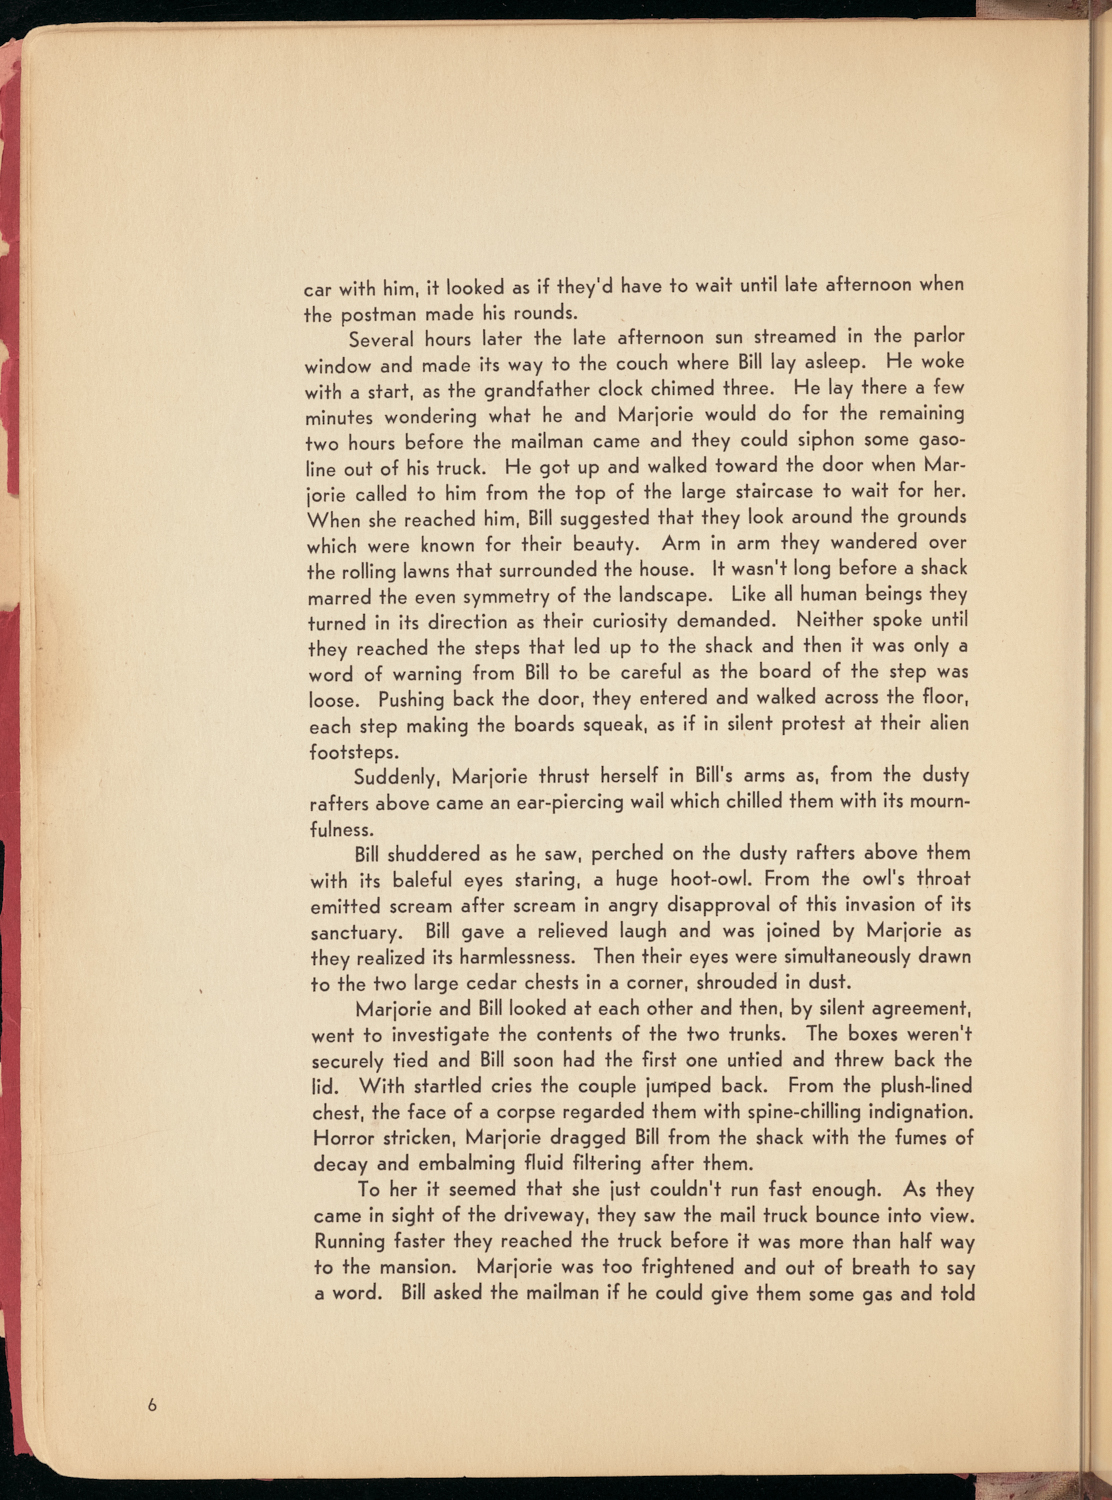 car with him, it looked as if they'd have to wait until late afternoon when
the postman made his rounds.
Several hours later the late afternoon sun streamed in the parlor
window and made its way to the couch where Bill lay asleep. He woke
with a start, as the grandfather clock chimed three. He lay there a few
minutes wondering what he and Marjorie would do for the remaining
two hours before the mailman came and they could siphon some gaso-
line out of his truck. He got up and walked toward the door when Mar-
jorie called to him from the top of the large staircase to wait for her.
When she reached him, Bill suggested that they look around the grounds
which were known for their beauty. Arm in arm they wandered over
the rolling lawns that surrounded the house. It wasn't long before a shack
marred the even symmetry of the landscape. Like all human beings they
turned in its direction as their curiosity demanded. Neither spoke until
they reached the steps that led up to the shack and then it was only a
word of warning from Bill to be careful as the board of the step was
loose. Pushing back the door, they entered and walked across the floor,
each step making the boards squeak, as if in silent protest at their alien
footsteps.
Suddenly, Marjorie thrust herself in Bill's arms as, from the dusty
rafters above came an ear-piercing wail which chilled them with its mourn-
fulness.
Bill shuddered as he saw, perched on the dusty rafters above them
with its baleful eyes staring, a huge hoot-owl. From the owl's throat
emitted scream after scream in angry disapproval of this invasion of its
sanctuary. Bill gave a relieved laugh and was joined by Marjorie as
they realized its harmlessness. Then their eyes were simultaneously drawn
to the two large cedar chests in a corner, shrouded in dust.
Marjorie and Bill looked at each other and then, by silent agreement,
went to investigate the contents of the two trunks. The boxes weren't
securely tied and Bill soon had the first one untied and threw back the
lid. With startled cries the couple jumped back. From the plush-lined
chest, the face of a corpse regarded them with spine-chilling indignation.
Horror stricken, Marjorie dragged Bill from the shack with the fumes of
decay and embalming fluid filtering after them.
To her it seemed that she just couldn't run fast enough. As they
came in sight of the driveway, they saw the mail truck bounce into view.
Running faster they reached the truck before it was more than half way
to the mansion. Marjorie was too frightened and out of breath to say
a word. Bill asked the mailman if he could give them some gas and told
6